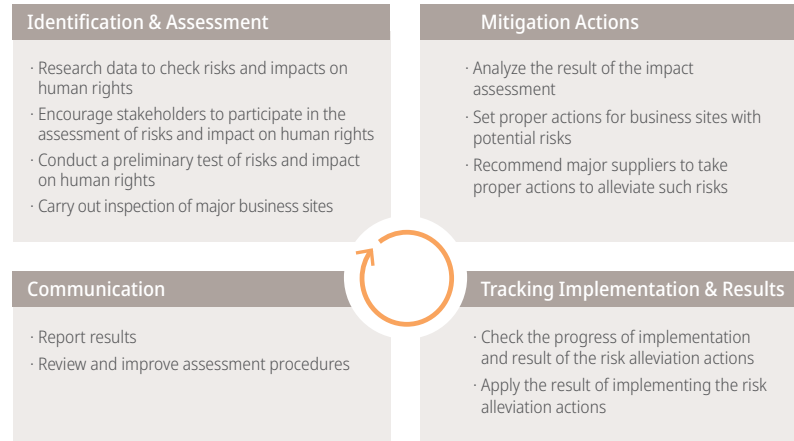 Identification & Assessment
· Research data to check risks and impacts on
human rights
· Encourage stakeholders to participate in the
assessment of risks and impact on human rights
· Conduct a preliminary test of risks and impact
on human rights
· Carry out inspection of major business sites
Mitigation Actions
· Analyze the result of the impact
assessment
· Set proper actions for business sites with
potential risks
· Recommend major suppliers to take
proper actions to alleviate such risks
Communication
· Report results
· Review and improve assessment procedures
Tracking Implementation & Results
· Check the progress of implementation
and result of the risk alleviation actions
· Apply the result of implementing the risk
alleviation actions